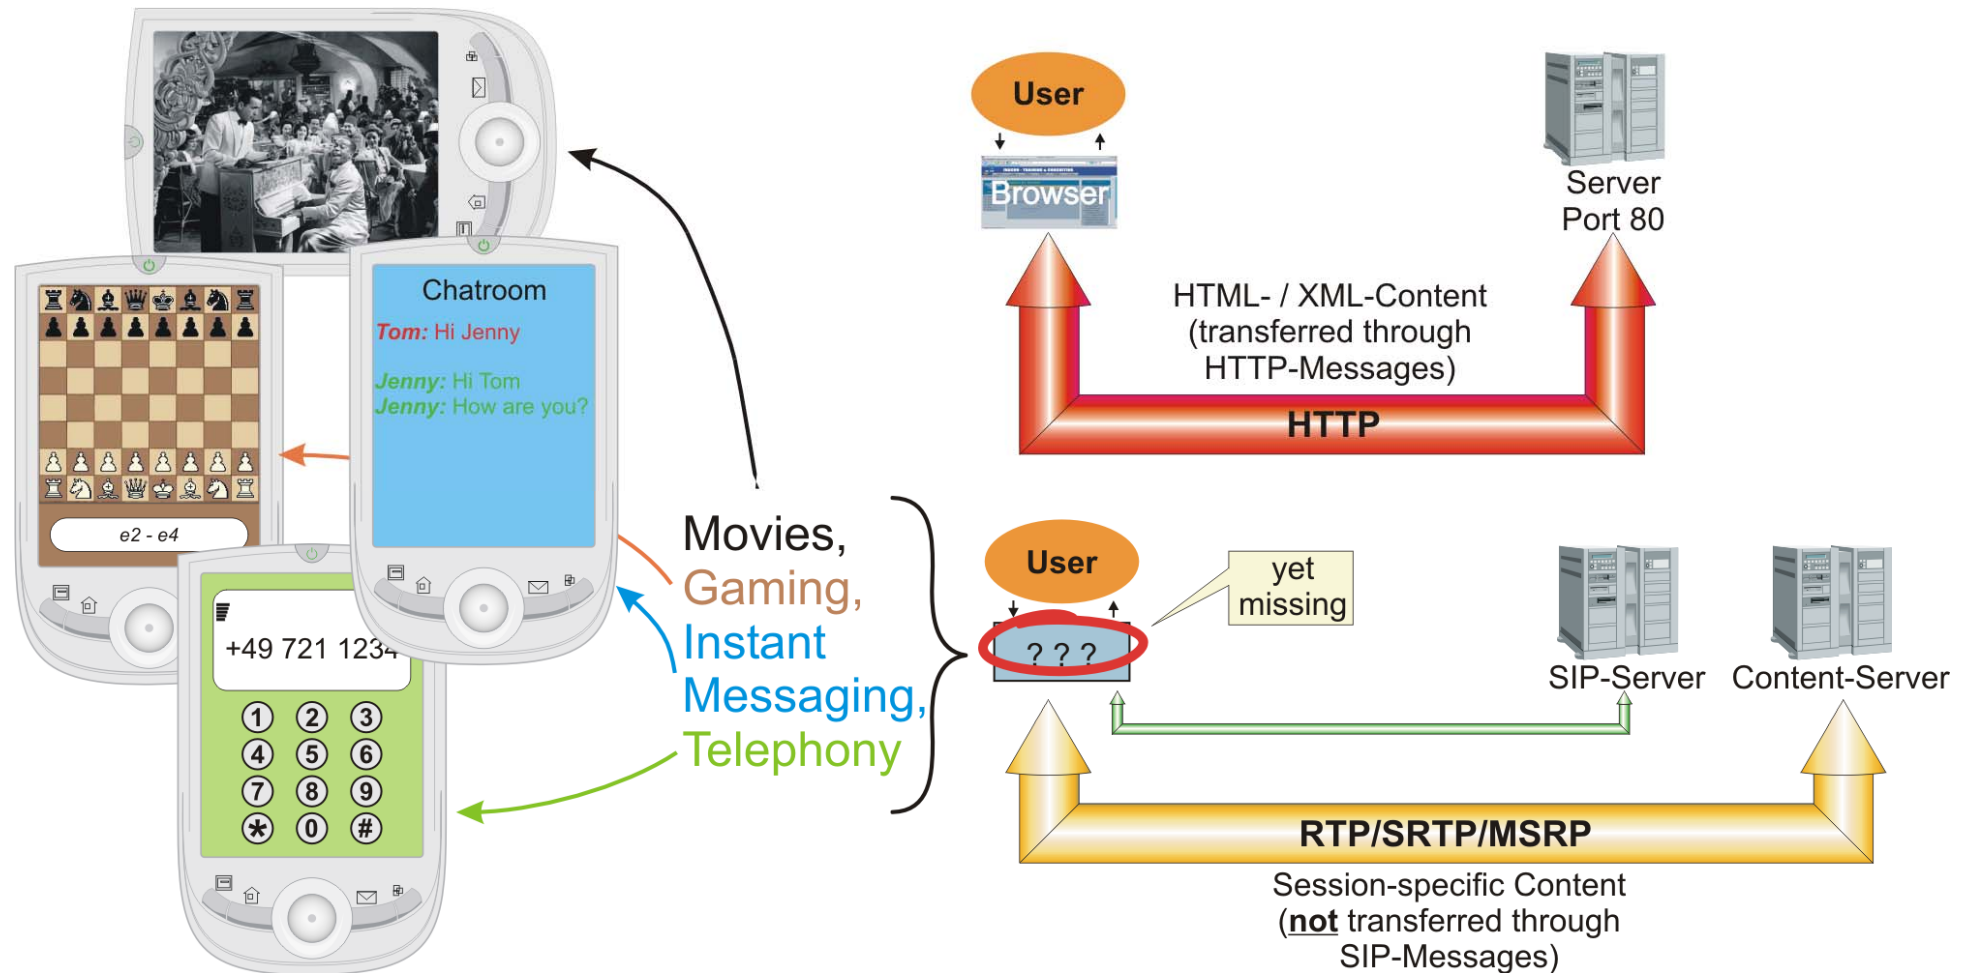 Chatroom
Tom: Hi Jenny
Jenny: Hi Tom
Jenny: How are you?
e2 - e4
+49 721 1234
1 2 3
4 5 6
7 8 9
* 0 #
Movies,
Gaming,
Instant
Messaging,
Telephony
User
Browser
Server
Port 80
HTML- / XML-Content
(transferred through
HTTP-Messages)
HTTP
User
? ? ?
yet
missing
SIP-Server
Content-Server
RTP/SRTP/MSRP
Session-specific Content
(not transferred through
SIP-Messages)